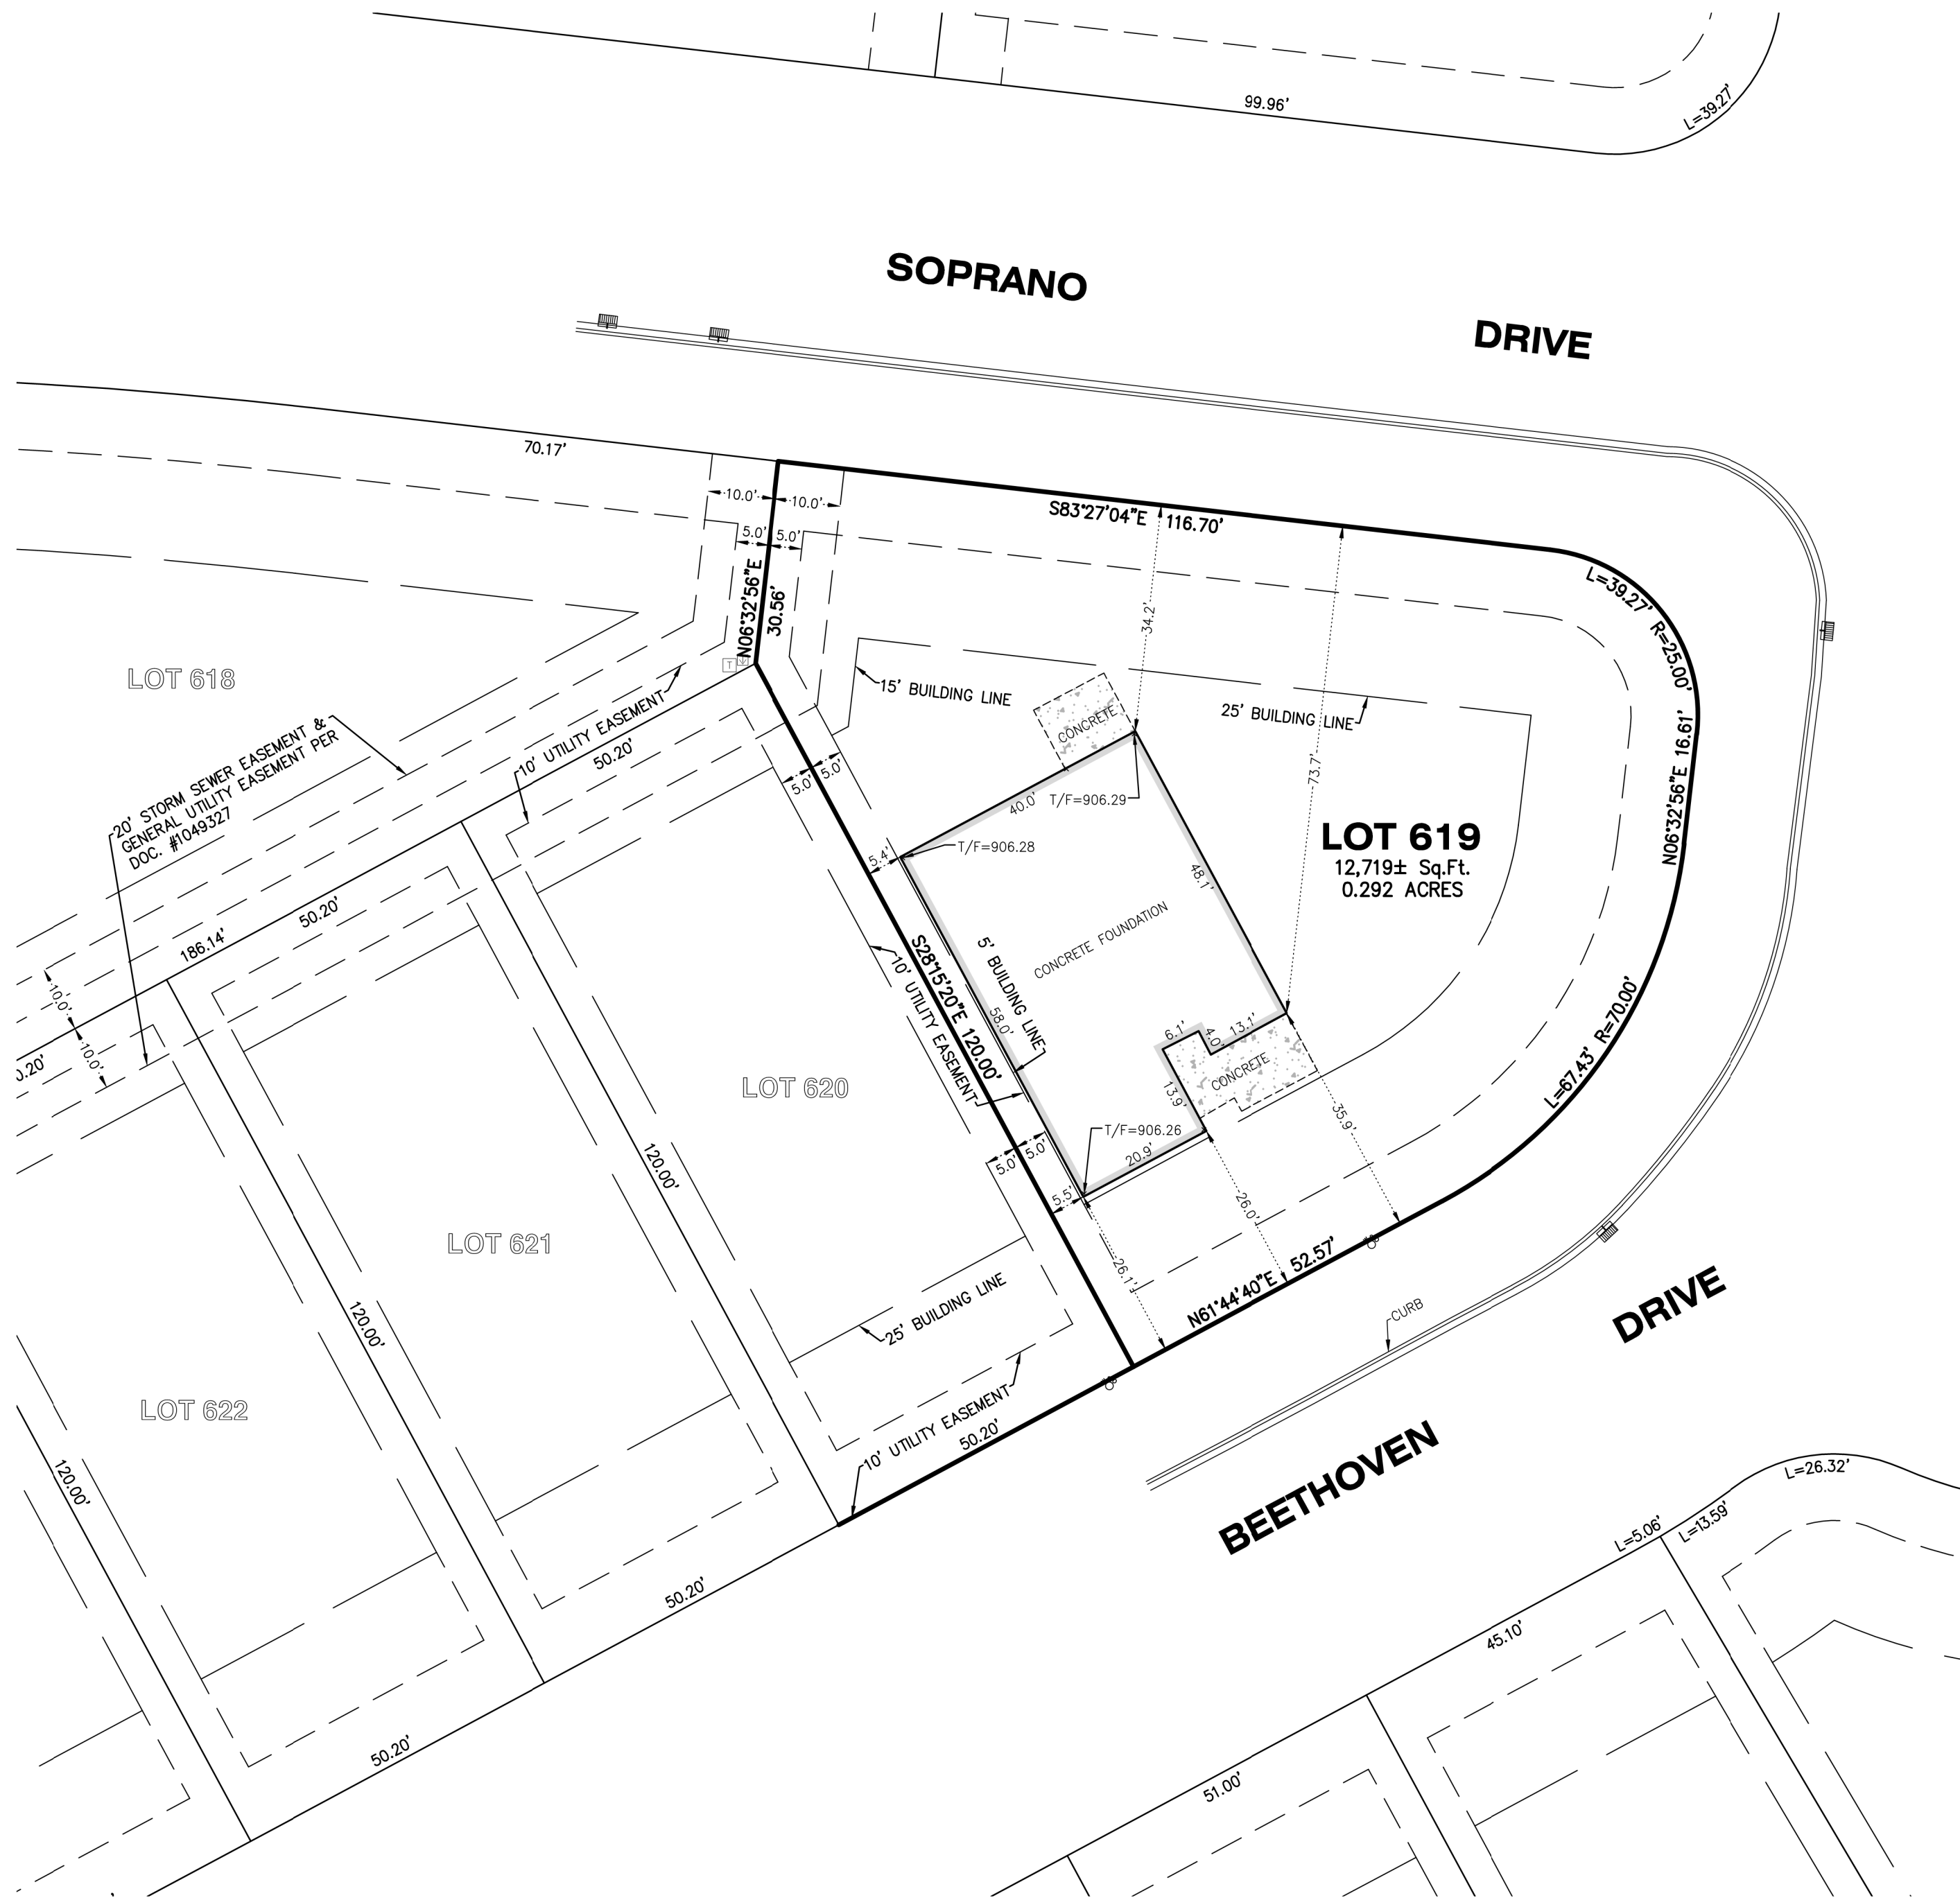 99.96'
L=39.27'
SOPRANO
DRIVE
70.17'
10.0'
10.0'
5.0'
5.0'
S83°27'04"E
116.70'
N06°32'56"E
30.56'
34.2'
L=39.27' R=25.00'
LOT 618
T
15' BUILDING LINE
25' BUILDING LINE
CONCRETE
N06°32'56"E 16.61'
20' STORM SEWER EASEMENT &
GENERAL UTILITY EASEMENT PER
DOC. #1049327
10' UTILITY EASEMENT
50.20'
5.0'
5.0'
73.7'
40.0'
T/F=906.29
T/F=906.28
5.4'
LOT 619
12,719± Sq.Ft.
0.292 ACRES
48.1'
50.20'
186.14'
CONCRETE FOUNDATION
5' BUILDING LINE
58.0'
S28°15'20"E 120.00'
10' UTILITY EASEMENT
10.0'
10.0'
0.20'
6.1'
4.0'
13.1'
CONCRETE
13.9'
L=67.43' R=70.00'
LOT 620
T/F=906.26
20.9'
5.0'
5.0'
5.5'
35.9'
26.0'
26.1'
120.00'
LOT 621
N61°44'40"E 52.57'
25' BUILDING LINE
CURB
DRIVE
120.00'
LOT 622
10' UTILITY EASEMENT
50.20'
BEETHOVEN
120.00'
L=26.32'
L=5.06'
L=13.59'
50.20'
45.10'
50.20'
51.00'